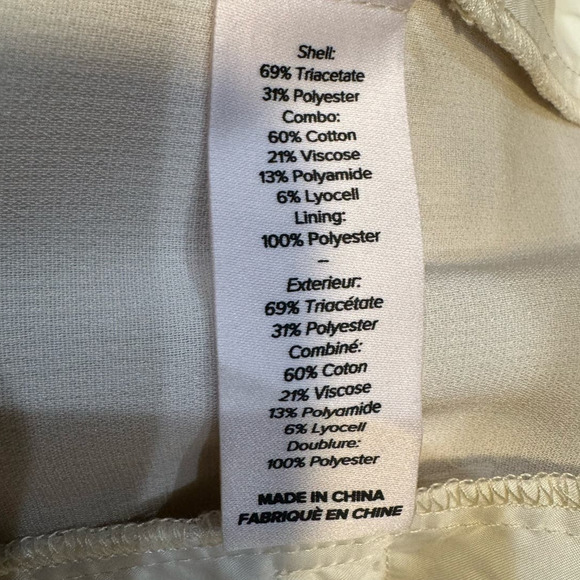 Shell:
69% Triacetate
31% Polyester
Combo:
60% Cotton
21% Viscose
13% Polyamide
6% Lyocell
Lining:
100% Polyester
–
Exterieur:
69% Triacétate
31% Polyester
Combiné:
60% Coton
21% Viscose
13% Polyamide
6% Lyocell
Doublure:
100% Polyester
MADE IN CHINA
FABRIQUÈ EN CHINE